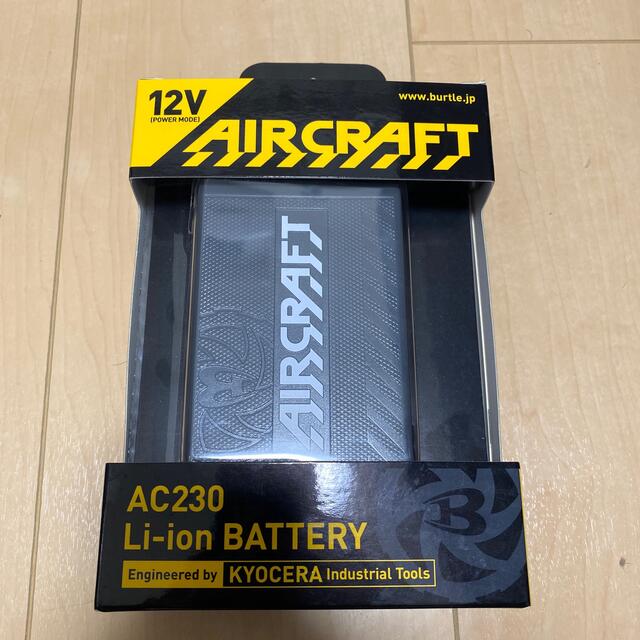 12V
(POWER MODE)
www.burtle.jp
AIRCRAFT
AIRCRAFT
B
AC230
Li-ion BATTERY
Engineered by KYOCERA Industrial Tools
B